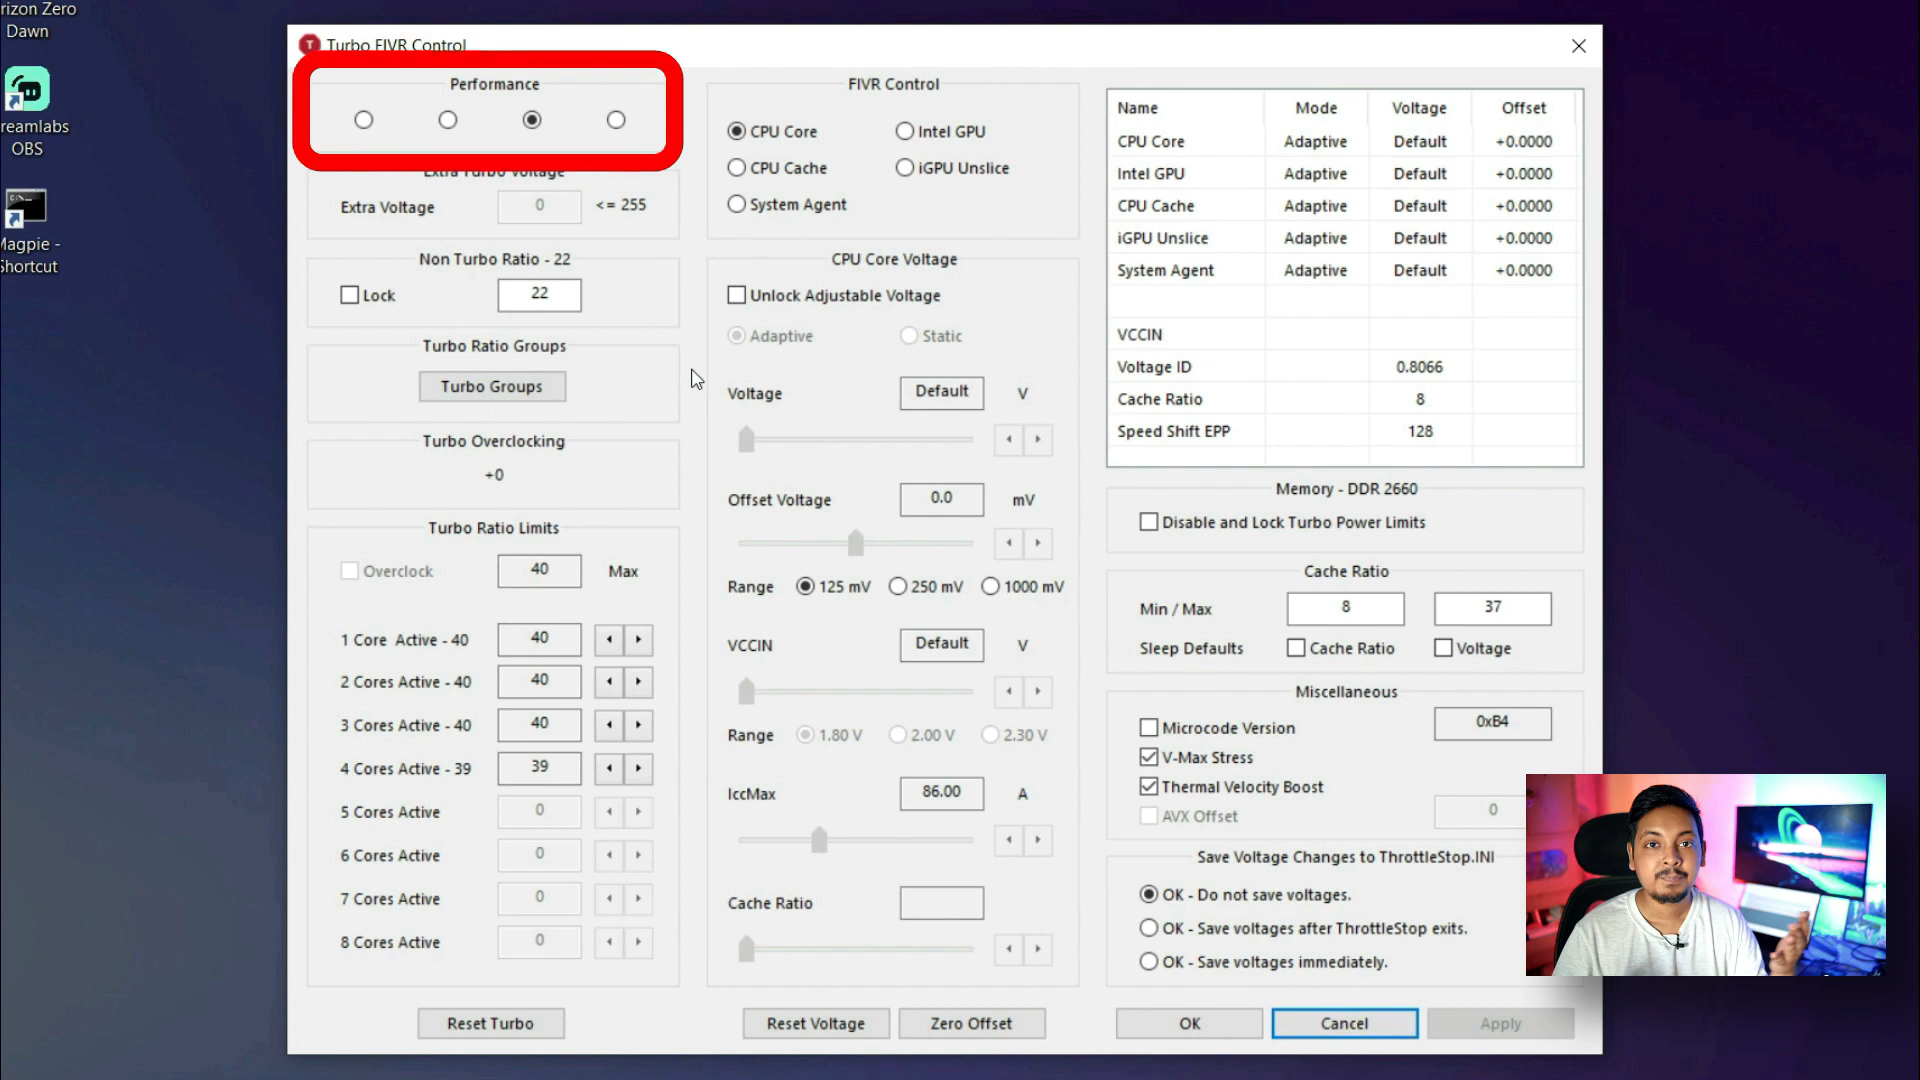 rizon Zero
Dawn
reamlabs
OBS
Magpie -
Shortcut
Turbo FIVR Control
Performance
Extra Turbo Voltage
Extra Voltage 0 <= 255
Non Turbo Ratio - 22
Lock 22
Turbo Ratio Groups
Turbo Groups
Turbo Overclocking
+0
Turbo Ratio Limits
Overclock 40 Max
1 Core Active - 40 40
2 Cores Active - 40 40
3 Cores Active - 40 40
4 Cores Active - 39 39
5 Cores Active 0
6 Cores Active 0
7 Cores Active 0
8 Cores Active 0
Reset Turbo
FIVR Control
CPU Core Intel GPU
CPU Cache iGPU Unslice
System Agent
CPU Core Voltage
Unlock Adjustable Voltage
Adaptive Static
Voltage Default V
Offset Voltage 0.0 mV
Range 125 mV 250 mV 1000 mV
VCCIN Default V
Range 1.80 V 2.00 V 2.30 V
IccMax 86.00 A
Cache Ratio
Reset Voltage Zero Offset
Name Mode Voltage Offset
CPU Core Adaptive Default +0.0000
Intel GPU Adaptive Default +0.0000
CPU Cache Adaptive Default +0.0000
iGPU Unslice Adaptive Default +0.0000
System Agent Adaptive Default +0.0000
VCCIN
Voltage ID 0.8066
Cache Ratio 8
Speed Shift EPP 128
Memory - DDR 2660
Disable and Lock Turbo Power Limits
Cache Ratio
Min / Max 8 37
Sleep Defaults Cache Ratio Voltage
Miscellaneous
Microcode Version 0xB4
V-Max Stress
Thermal Velocity Boost
AVX Offset 0
Save Voltage Changes to ThrottleStop.INI
OK - Do not save voltages.
OK - Save voltages after ThrottleStop exits.
OK - Save voltages immediately.
OK Cancel Apply